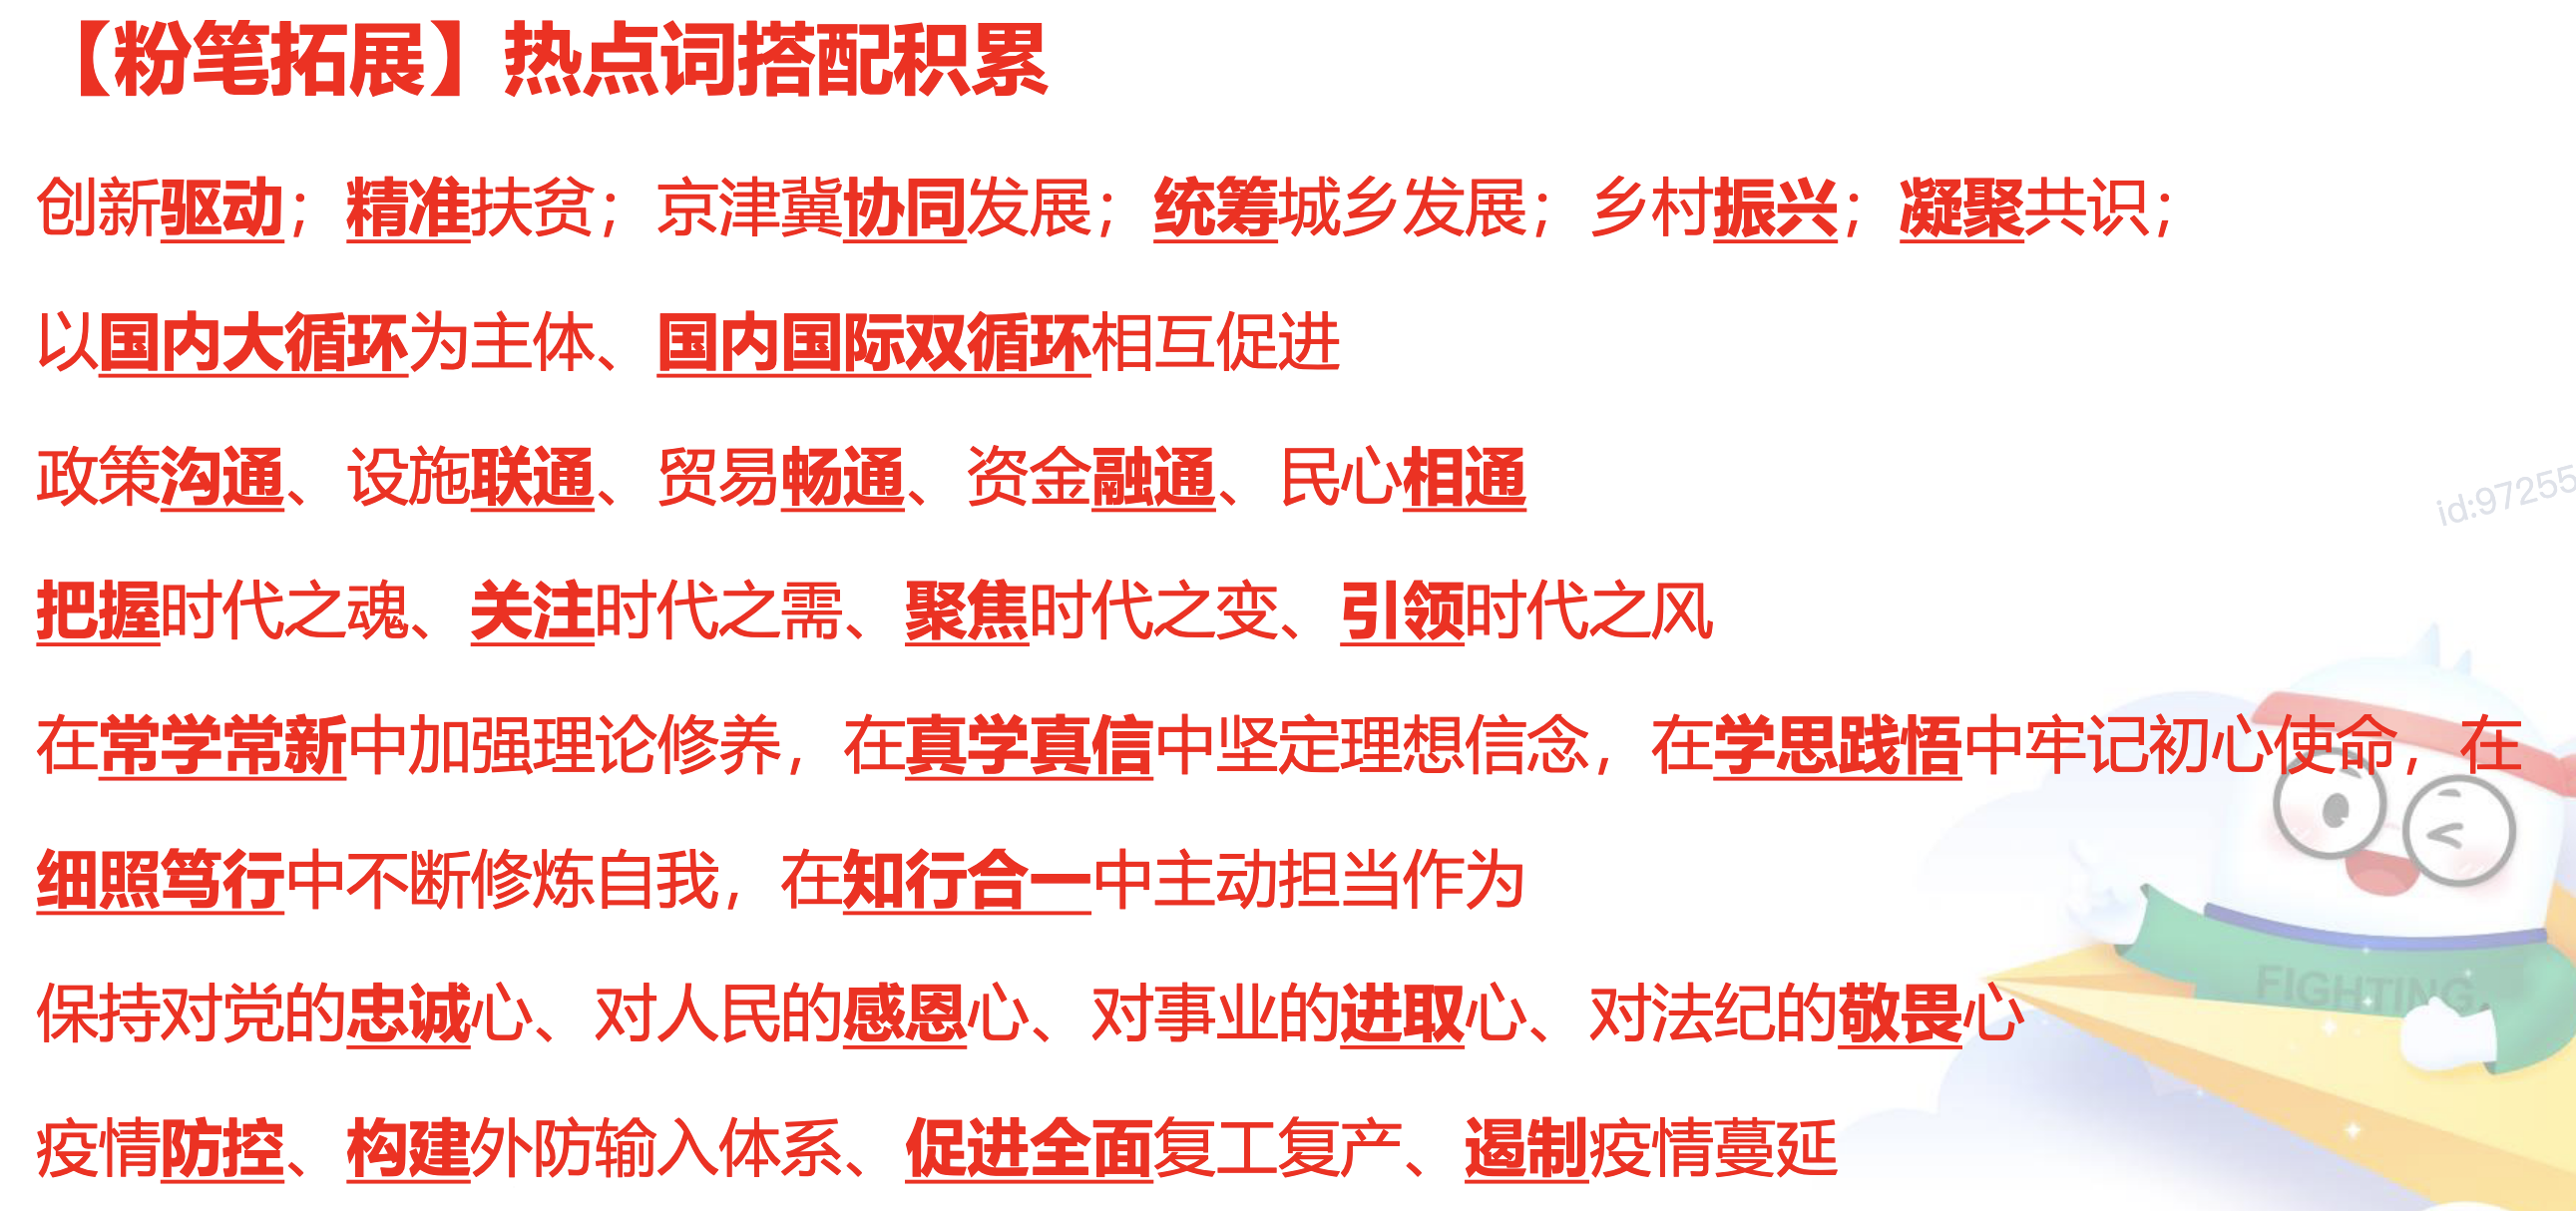 【粉笔拓展】热点词搭配积累
创新驱动；精准扶贫；京津冀协同发展；统筹城乡发展；乡村振兴；凝聚共识；
以国内大循环为主体、国内国际双循环相互促进
政策沟通、设施联通、贸易畅通、资金融通、民心相通
id:97255
把握时代之魂、关注时代之需、聚焦时代之变、引领时代之风
在常学常新中加强理论修养，在真学真信中坚定理想信念，在学思践悟中牢记初心使命，在
细照笃行中不断修炼自我，在知行合一中主动担当作为
保持对党的忠诚心、对人民的感恩心、对事业的进取心、对法纪的敬畏心
FIGHTING
疫情防控、构建外防输入体系、促进全面复工复产、遏制疫情蔓延